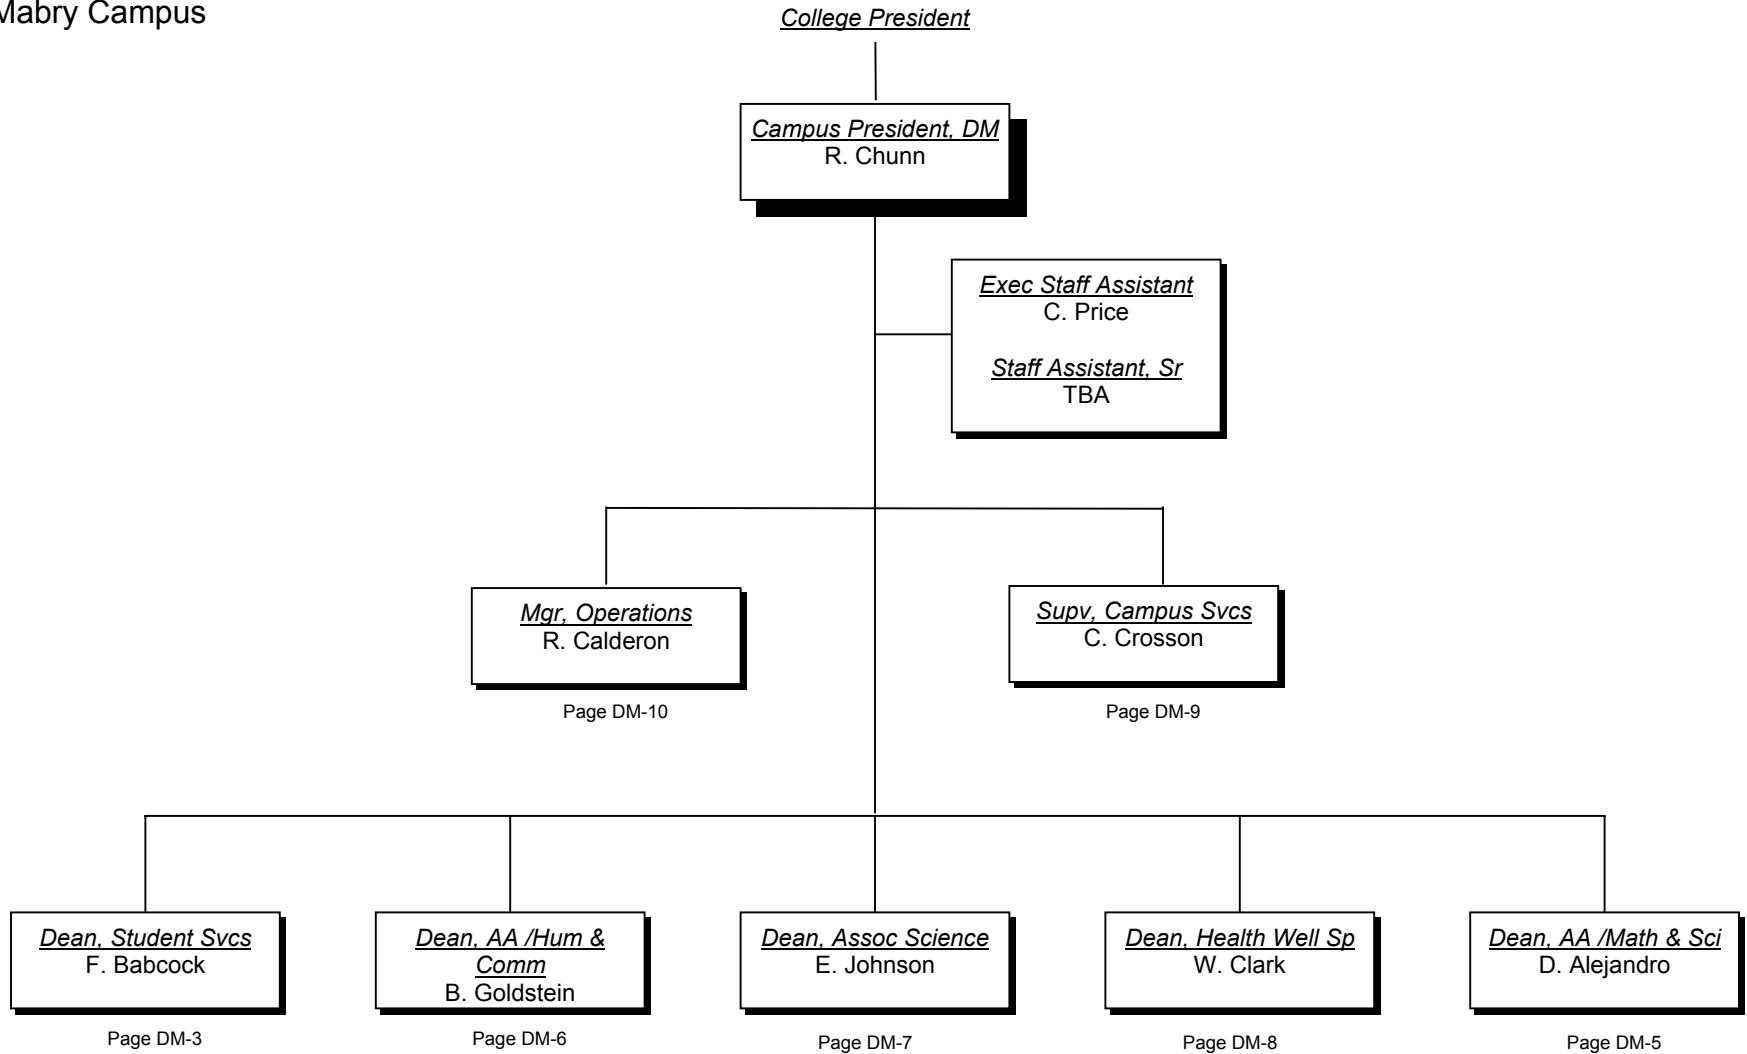 Mabry Campus
College President
Campus President, DM
R. Chunn
Exec Staff Assistant
C. Price
Staff Assistant, Sr
TBA
Mgr, Operations
R. Calderon
Page DM-10
Supv, Campus Svcs
C. Crosson
Page DM-9
Dean, Student Svcs
F. Babcock
Page DM-3
Dean, AA /Hum &
Comm
B. Goldstein
Page DM-6
Dean, Assoc Science
E. Johnson
Page DM-7
Dean, Health Well Sp
W. Clark
Page DM-8
Dean, AA /Math & Sci
D. Alejandro
Page DM-5